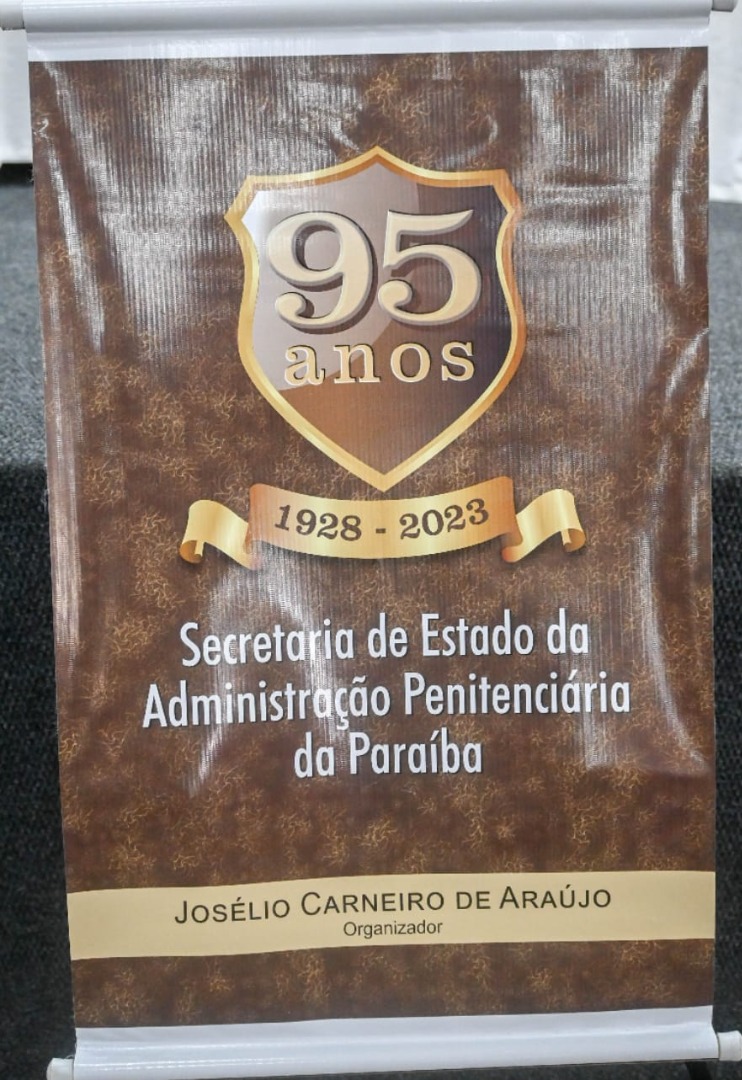 95
anos
1928 - 2023
Secretaria de Estado da
Administração Penitenciária
da Paraíba
JOSÉLIO CARNEIRO DE ARAÚJO
Organizador